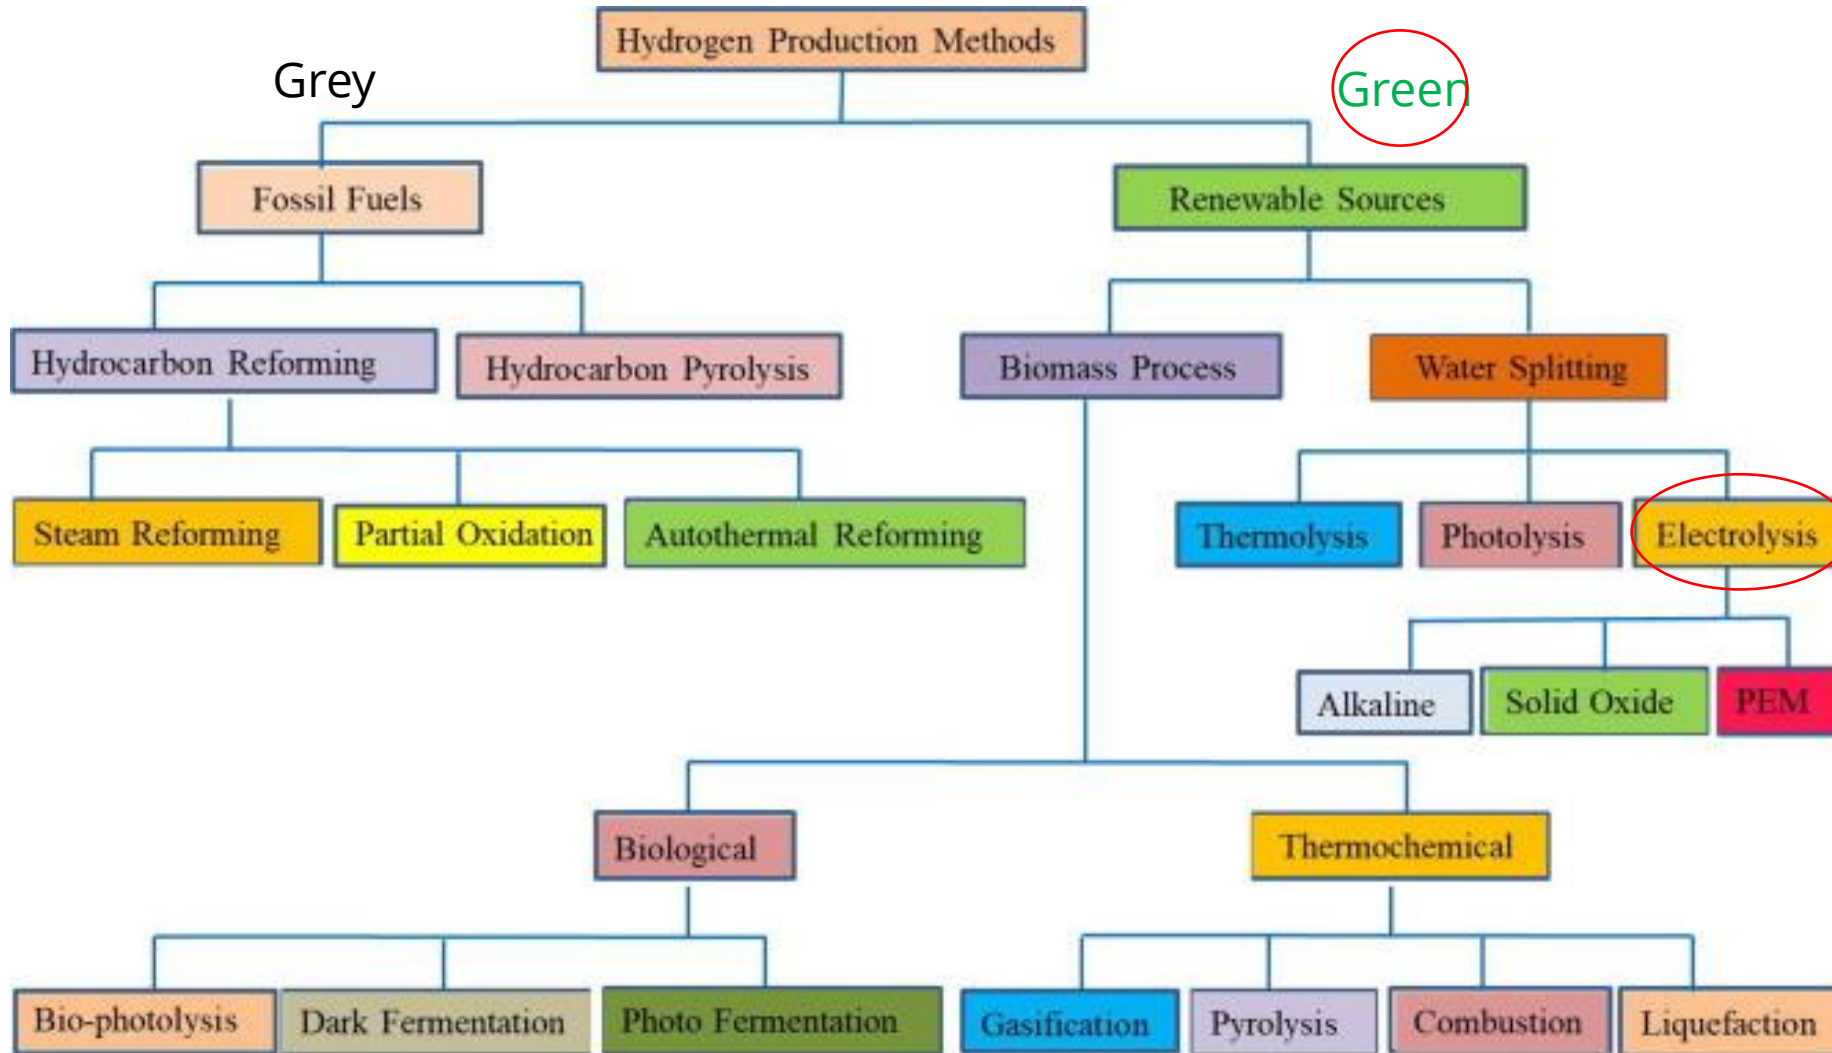 Hydrogen Production Methods
Grey
Green
Fossil Fuels
Renewable Sources
Hydrocarbon Reforming
Hydrocarbon Pyrolysis
Biomass Process
Water Splitting
Steam Reforming
Partial Oxidation
Autothermal Reforming
Thermolysis
Photolysis
Electrolysis
Alkaline
Solid Oxide
PEM
Biological
Thermochemical
Bio-photolysis
Dark Fermentation
Photo Fermentation
Gasification
Pyrolysis
Combustion
Liquefaction